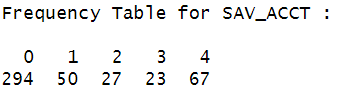 Frequency Table for SAV_ACCT :
0 1 2 3 4
294 50 27 23 67